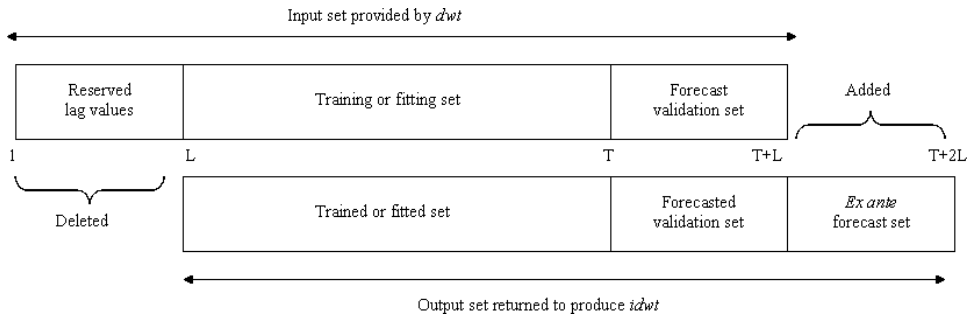 Input set provided by dwt
Reserved
lag values
Training or fitting set
Forecast
validation set
Added
1
L
T
T+L
T+2L
Deleted
Trained or fitted set
Forecasted
validation set
Ex ante
forecast set
Output set returned to produce idwt